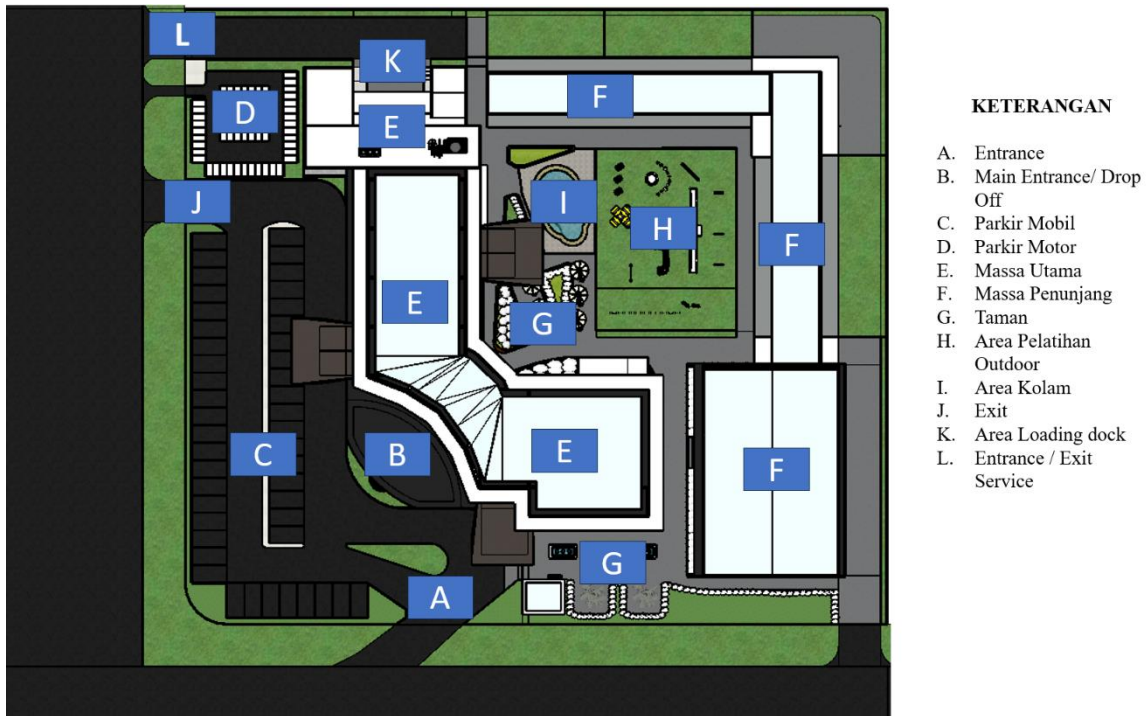 L
K
F
D
E
J
I
H
F
E
G
C
B
E
F
G
A
KETERANGAN
A. Entrance
B. Main Entrance/ Drop
Off
C. Parkir Mobil
D. Parkir Motor
E. Massa Utama
F. Massa Penunjang
G. Taman
H. Area Pelatihan
Outdoor
I. Area Kolam
J. Exit
K. Area Loading dock
L. Entrance / Exit
Service